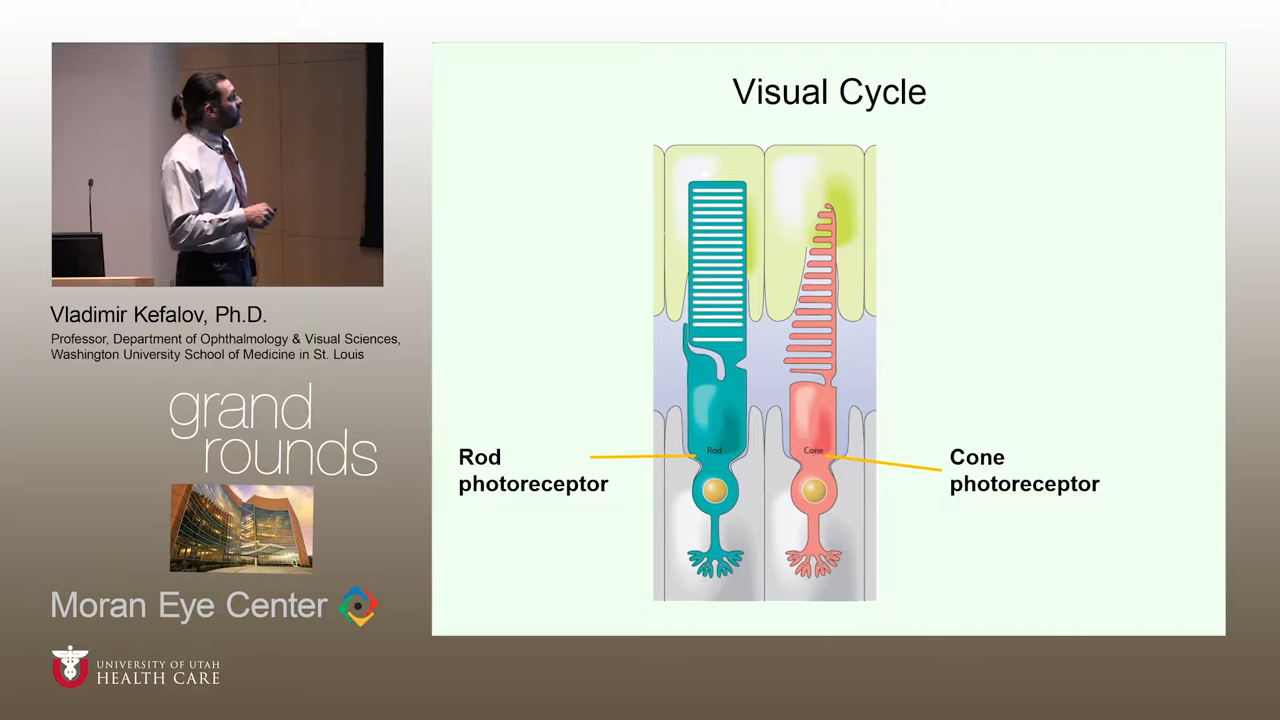 Visual Cycle
Rod
Cone
Rod
photoreceptor
Cone
photoreceptor
Vladimir Kefalov, Ph.D.
Professor, Department of Ophthalmology & Visual Sciences,
Washington University School of Medicine in St. Louis
grand
rounds
Moran Eye Center
UNIVERSITY OF UTAH
HEALTH CARE